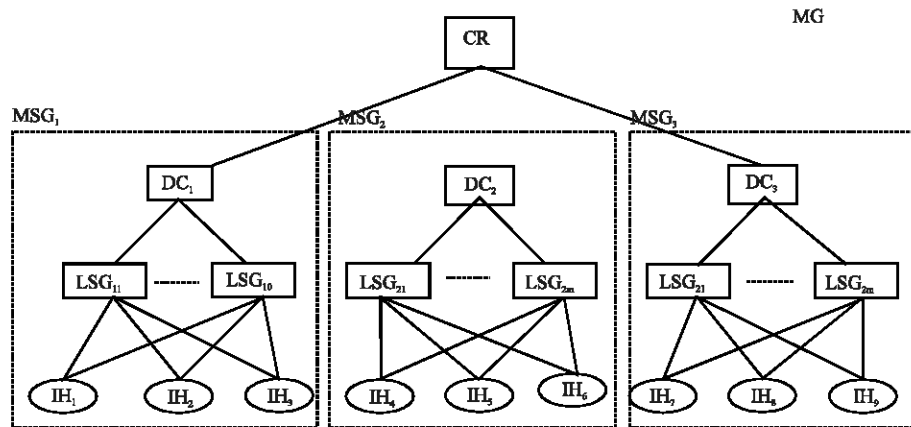 MG
CR
MSG₁ MSG₂ MSG₃
DC₁ DC₂ DC₃
LSG₁₁ LSG₁₀ LSG₂₁ LSG₂ₘ LSG₂₁ LSG₂ₘ
IH₁ IH₂ IH₃ IH₄ IH₅ IH₆ IH₇ IH₈ IH₉